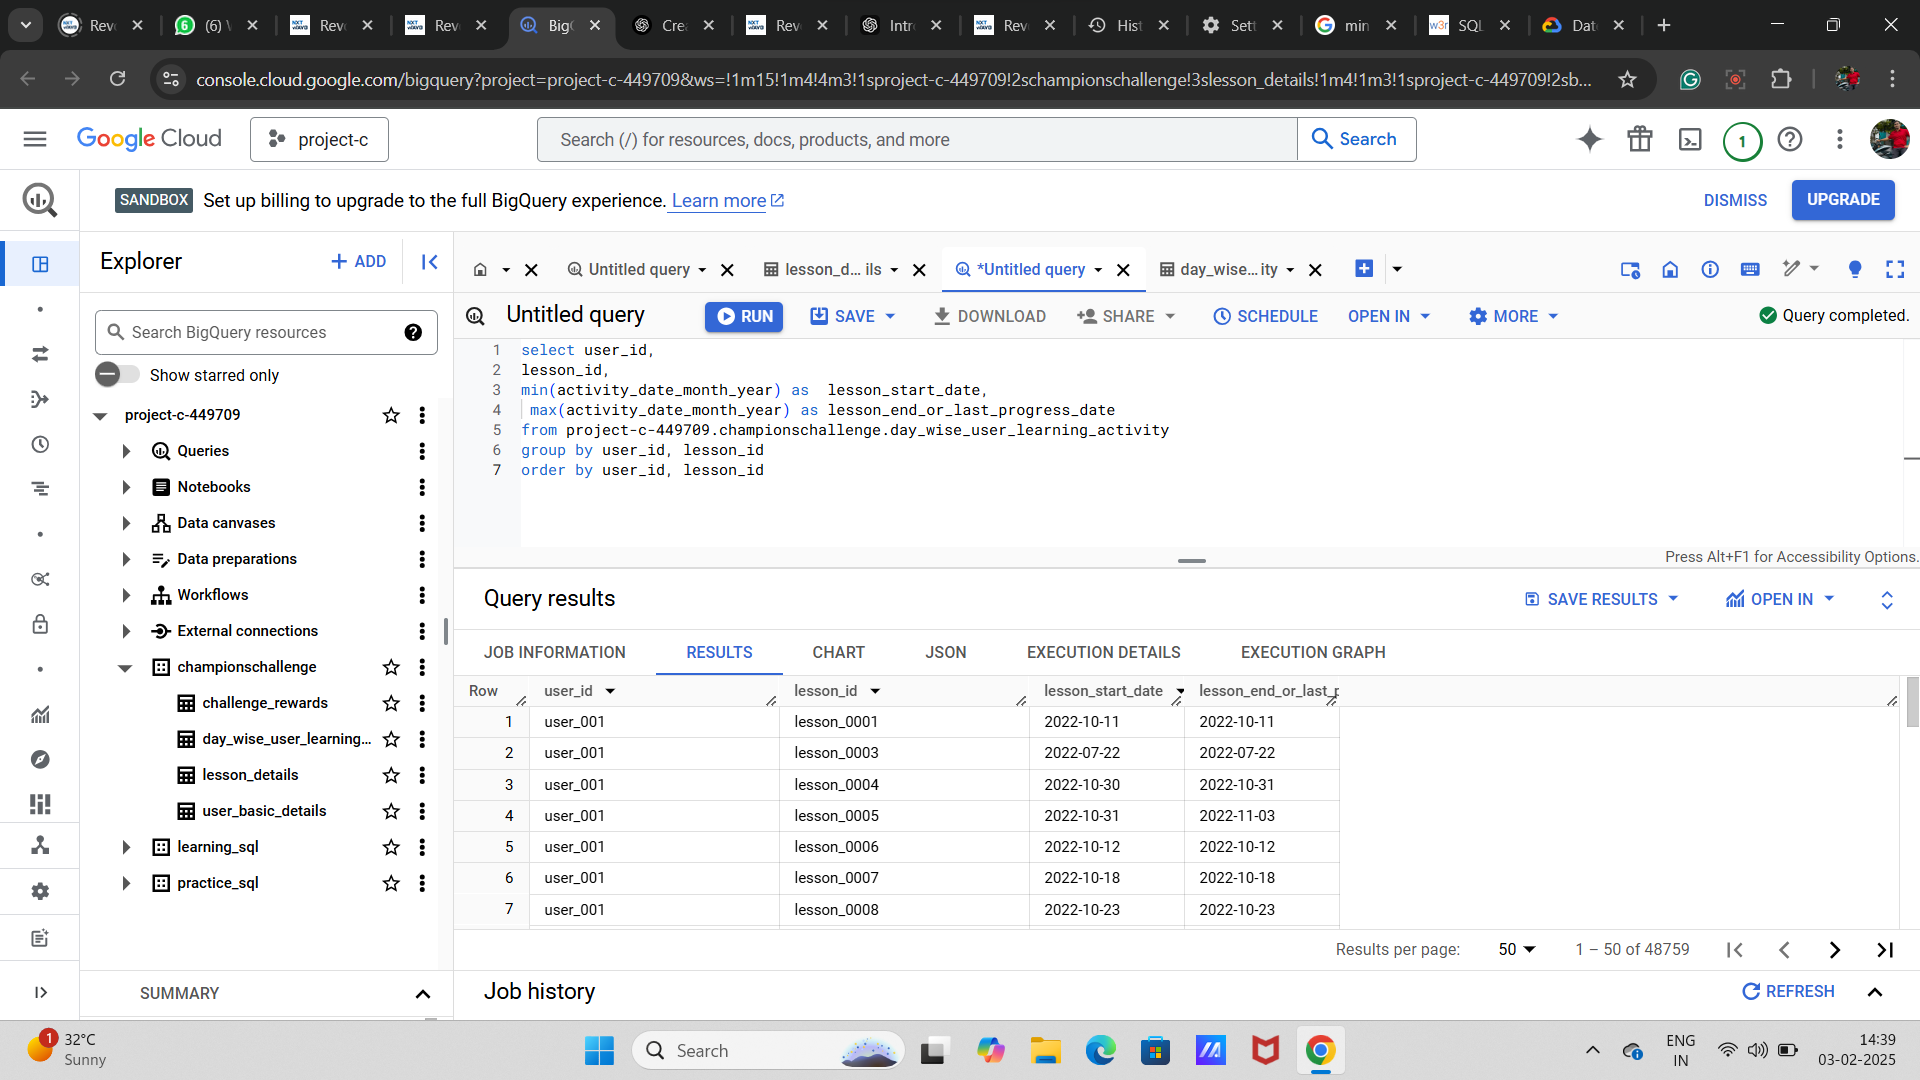 Rev
(6)
Rev
Rev
Big
Crea
Rev
Intr
Rev
Hist
Sett
min
SQL
Dat
console.cloud.google.com/bigquery?project=project-c-449709&ws=!1m15!1m4!4m3!1sproject-c-449709!2schampionschallenge!3slesson_details!1m4!1m3!1sproject-c-449709!2sb...
Google Cloud
project-c
Search (/) for resources, docs, products, and more
Search
1
SANDBOX
Set up billing to upgrade to the full BigQuery experience. Learn more
DISMISS
UPGRADE
Explorer
+ ADD
Untitled query
lesson_d... ils
*Untitled query
day_wise...ity
Search BigQuery resources
Show starred only
Untitled query
RUN
SAVE
DOWNLOAD
SHARE
SCHEDULE
OPEN IN
MORE
Query completed.
1 select user_id,
2 lesson_id,
3 min(activity_date_month_year) as  lesson_start_date,
4  max(activity_date_month_year) as lesson_end_or_last_progress_date
5 from project-c-449709.championschallenge.day_wise_user_learning_activity
6 group by user_id, lesson_id
7 order by user_id, lesson_id
Press Alt+F1 for Accessibility Options.
project-c-449709
Queries
Notebooks
Data canvases
Data preparations
Workflows
External connections
championschallenge
challenge_rewards
day_wise_user_learning...
lesson_details
user_basic_details
learning_sql
practice_sql
SUMMARY
Query results
SAVE RESULTS
OPEN IN
JOB INFORMATION RESULTS CHART JSON EXECUTION DETAILS EXECUTION GRAPH
Row user_id lesson_id lesson_start_date lesson_end_or_last_p
1 user_001 lesson_0001 2022-10-11 2022-10-11
2 user_001 lesson_0003 2022-07-22 2022-07-22
3 user_001 lesson_0004 2022-10-30 2022-10-31
4 user_001 lesson_0005 2022-10-31 2022-11-03
5 user_001 lesson_0006 2022-10-12 2022-10-12
6 user_001 lesson_0007 2022-10-18 2022-10-18
7 user_001 lesson_0008 2022-10-23 2022-10-23
Results per page: 50 1 – 50 of 48759
Job history
REFRESH
1
32°C
Sunny
Search
ENG
IN
14:39
03-02-2025